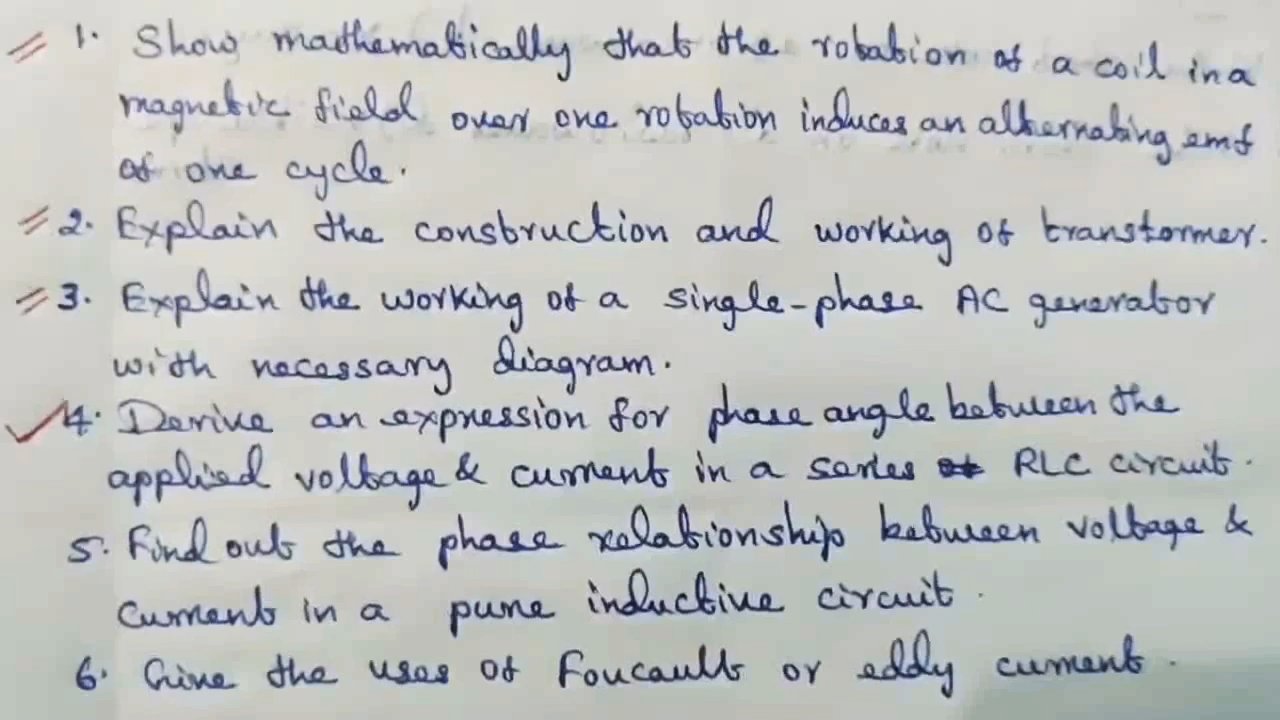 1. Show mathematically that the rotation of a coil in a
magnetic field over one rotation induces an alternating emf
of one cycle.
2. Explain the construction and working of transformer.
3. Explain the working of a single-phase AC generator
with necessary diagram.
4. Derive an expression for phase angle between the
applied voltage & current in a series RLC circuit.
5. Find out the phase relationship between voltage &
current in a pure inductive circuit.
6. Give the uses of Foucault or eddy current.